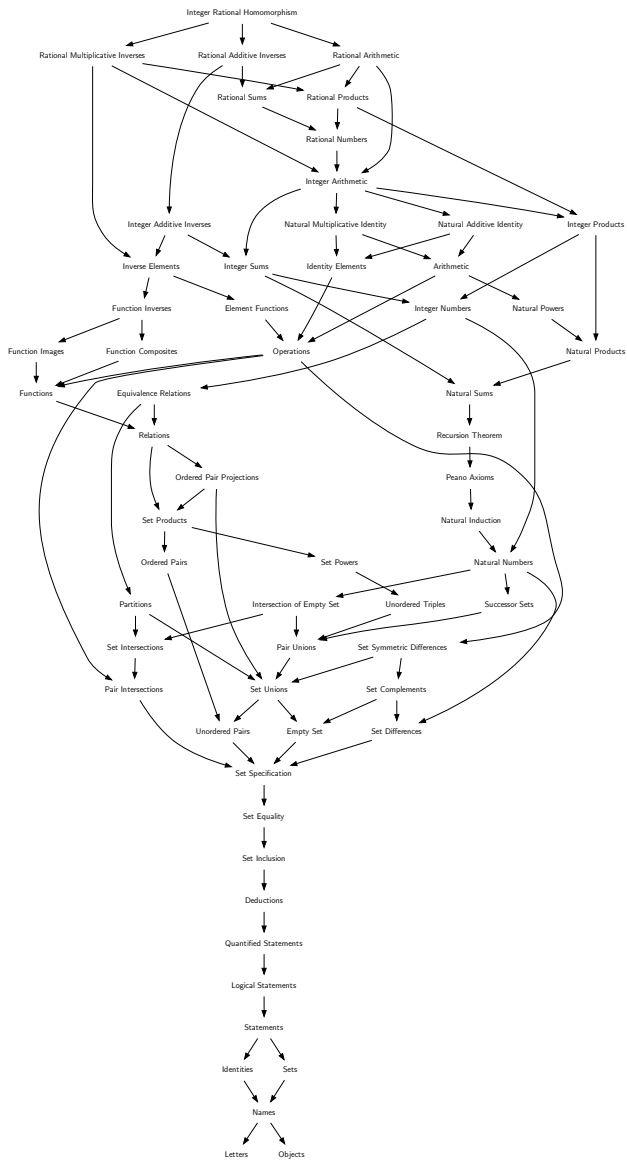 Integer Rational Homomorphism
Rational Multiplicative Inverses
Rational Additive Inverses
Rational Arithmetic
Rational Sums
Rational Products
Rational Numbers
Integer Arithmetic
Integer Additive Inverses
Natural Multiplicative Identity
Natural Additive Identity
Integer Products
Inverse Elements
Integer Sums
Identity Elements
Arithmetic
Function Inverses
Element Functions
Integer Numbers
Natural Powers
Function Images
Function Composites
Operations
Natural Products
Functions
Equivalence Relations
Natural Sums
Relations
Recursion Theorem
Ordered Pair Projections
Peano Axioms
Set Products
Natural Induction
Ordered Pairs
Set Powers
Natural Numbers
Partitions
Intersection of Empty Set
Unordered Triples
Successor Sets
Set Intersections
Pair Unions
Set Symmetric Differences
Pair Intersections
Set Unions
Set Complements
Unordered Pairs
Empty Set
Set Differences
Set Specification
Set Equality
Set Inclusion
Deductions
Quantified Statements
Logical Statements
Statements
Identities
Sets
Names
Letters
Objects